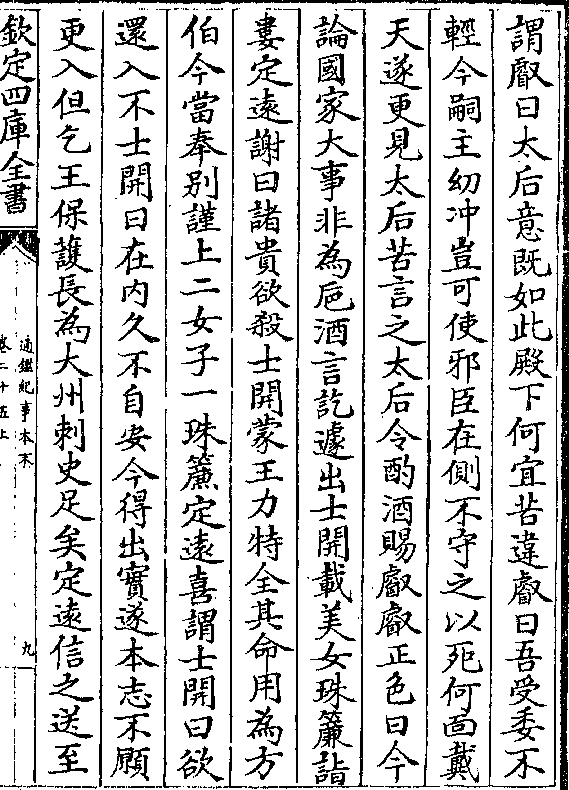 謂叡曰太后意既如此殿下何宜苦違叡曰吾受委不
輕今嗣主幼冲豈可使邪臣在側不守之以死何面戴
天遂更見太后苦言之太后令酌酒賜叡叡正色曰今
論國家大事非為巵酒言訖遽出士開載美女珠簾詣
婁定遠謝曰諸貴欲殺士開蒙王力特全其命用為方
伯今當奉别謹上二女子一珠簾定遠喜謂士開曰欲
還入不士開曰在内久不自安今得出實遂本志不願
更入但乞王保護長為大州刺史足矣定遠信之送至
欽定四庫全書
通鑑紀事本末
卷二十五上
九